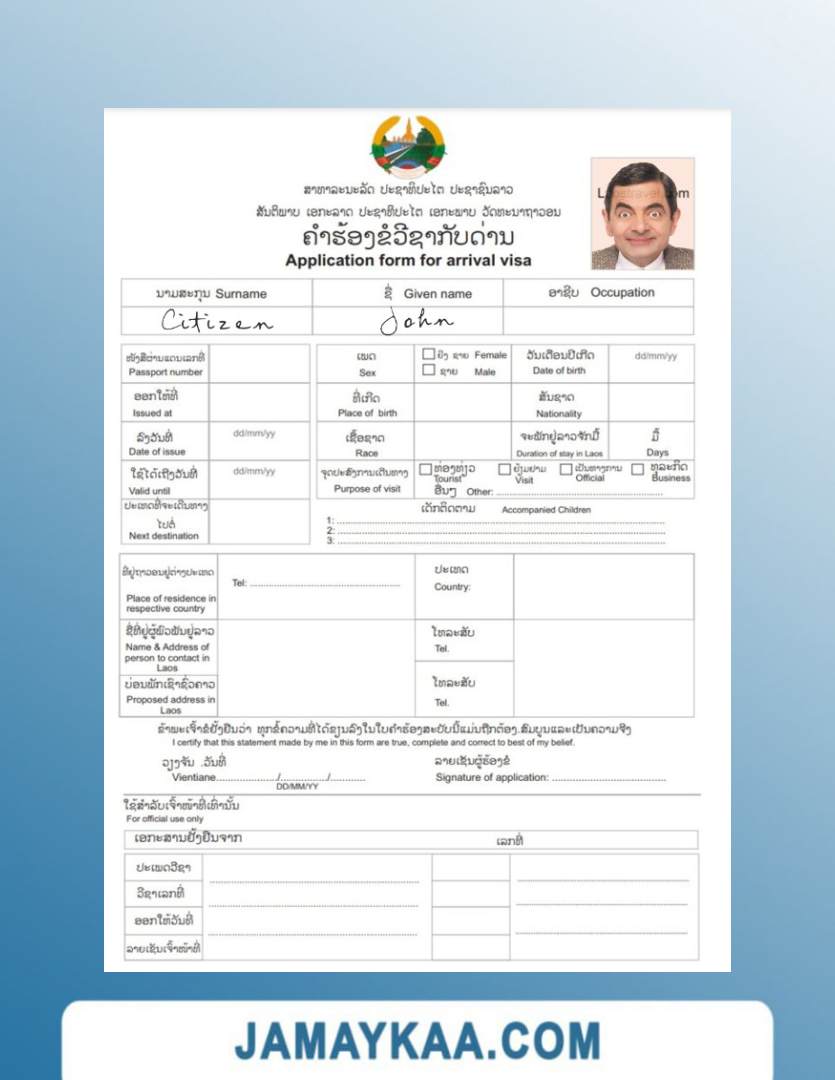 ສາທາລະນະລັດ ປະຊາທິປະໄຕ ປະຊາຊົນລາວ
ສັນຕິພາບ ເອກະລາດ ປະຊາທິປະໄຕ ເອກະພາບ ວັດທະນາຖາວອນ
ຄຳຮ້ອງຂໍວີຊາກັບດ່ານ
Application form for arrival visa
ນາມສະກຸນ Surname ຊື່ Given name ອາຊີບ Occupation
Citizen John
ໜັງສືຜ່ານແດນເລກທີ່ ເພດ ຍິງ ຊາຍ Female ວັນເດືອນປີເກີດ dd/mm/yy
Passport number Sex ຊາຍ Male Date of birth
ອອກໃຫ້ທີ່ ທີ່ເກີດ ສັນຊາດ
Issued at Place of birth Nationality
ລົງວັນທີ່ dd/mm/yy ເຊື້ອຊາດ ຈະພັກຢູ່ລາວຈັກມື້ ມື້
Date of issue Race Duration of stay in Laos Days
ໃຊ້ໄດ້ເຖິງວັນທີ່ dd/mm/yy ຈຸດປະສົງການເດີນທາງ ທ່ອງທ່ຽວ ຢ້ຽມຢາມ ເປັນທາງການ ທຸລະກິດ
Valid until Purpose of visit Tourist Visit Official Business
ອື່ນໆ Other:
ປະເທດທີ່ຈະເດີນທາງ ເດັກຕິດຕາມ Accompanied Children
ໄປຕໍ່ 1:
2:
Next destination 3:
ທີ່ຢູ່ຖາວອນຢູ່ຕ່າງປະເທດ Tel: ປະເທດ
Country:
Place of residence in
respective country
ຊື່ທີ່ຢູ່ຜູ້ພົວພັນຢູ່ລາວ ໂທລະສັບ
Name & Address of Tel.
person to contact in
Laos
ບ່ອນພັກເຊົາຊົ່ວຄາວ ໂທລະສັບ
Proposed address in Tel.
Laos
ຂ້າພະເຈົ້າຂໍຢັ້ງຢືນວ່າ ທຸກຂໍ້ຄວາມທີ່ໄດ້ຂຽນລົງໃນໃບຄຳຮ້ອງສະບັບນີ້ແມ່ນຖືກຕ້ອງ.ສົມບູນແລະເປັນຄວາມຈິງ
I certify that this statement made by me in this form are true, complete and correct to best of my belief.
ວຽງຈັນ .ວັນທີ່ ລາຍເຊັນຜູ້ຮ້ອງຂໍ
Vientiane................/............../........... Signature of application:
DD/MM/YY
ໃຊ້ສຳລັບເຈົ້າໜ້າທີ່ເທົ່ານັ້ນ
For official use only
ເອກະສານຢັ້ງຢືນຈາກ ເລກທີ່
ປະເພດວີຊາ
ວີຊາເລກທີ່
ອອກໃຫ້ວັນທີ່
ລາຍເຊັນເຈົ້າໜ້າທີ່
JAMAYKAA.COM